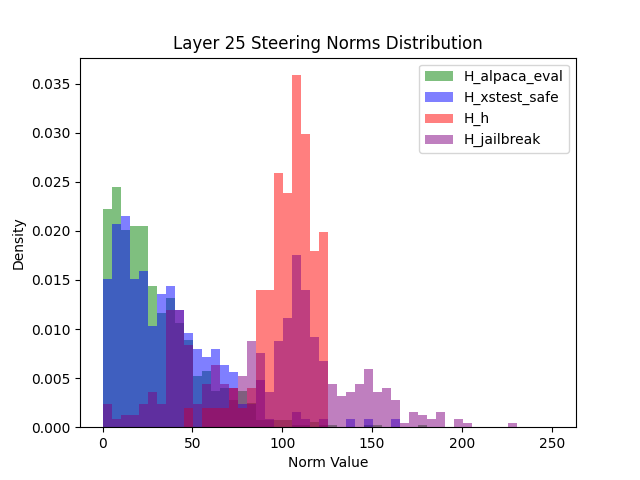 Layer 25 Steering Norms Distribution
H_alpaca_eval
H_xstest_safe
H_h
H_jailbreak
Density
0.035
0.030
0.025
0.020
0.015
0.010
0.005
0.000
0 50 100 150 200 250
Norm Value